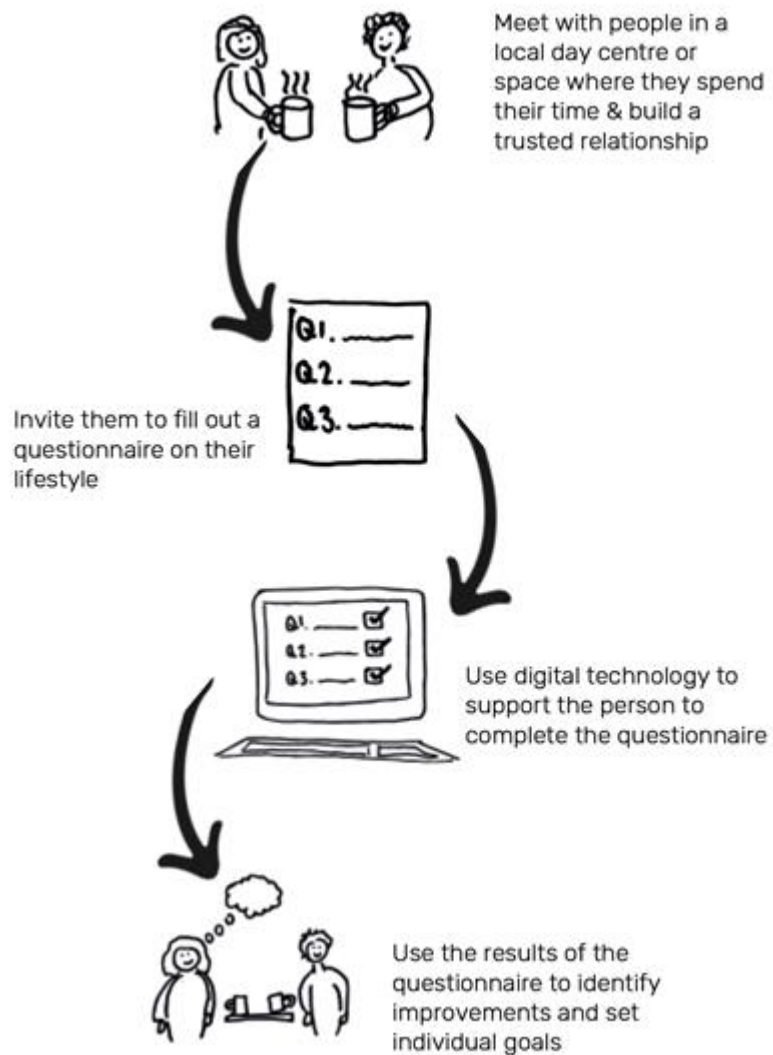 Meet with people in a
local day centre or
space where they spend
their time & build a
trusted relationship
Q1.
Q2.
Q3.
Invite them to fill out a
questionnaire on their
lifestyle
Q1.
Q2.
Q3.
Use digital technology to
support the person to
complete the questionnaire
Use the results of the
questionnaire to identify
improvements and set
individual goals